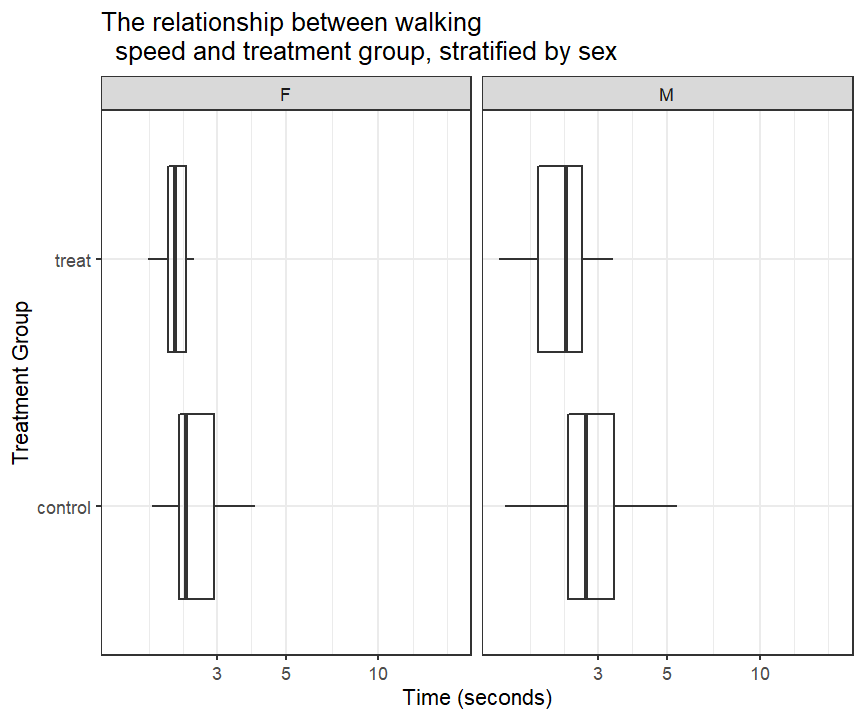 The relationship between walking
speed and treatment group, stratified by sex
F
M
treat
control
Treatment Group
3
5
10
3
5
10
Time (seconds)